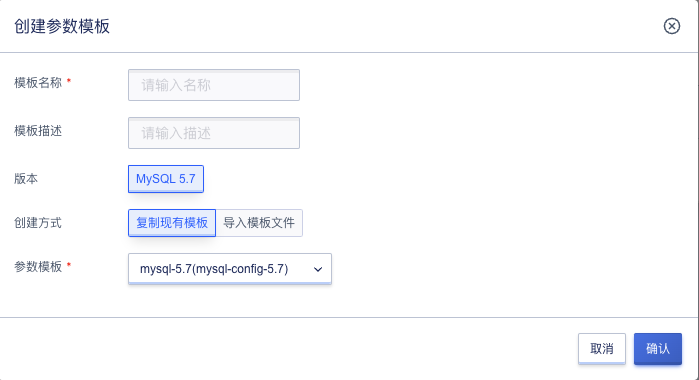 创建参数模板
模板名称 *
请输入名称
模板描述
请输入描述
版本
MySQL 5.7
创建方式
复制现有模板 导入模板文件
参数模板 *
mysql-5.7(mysql-config-5.7)
取消 确认